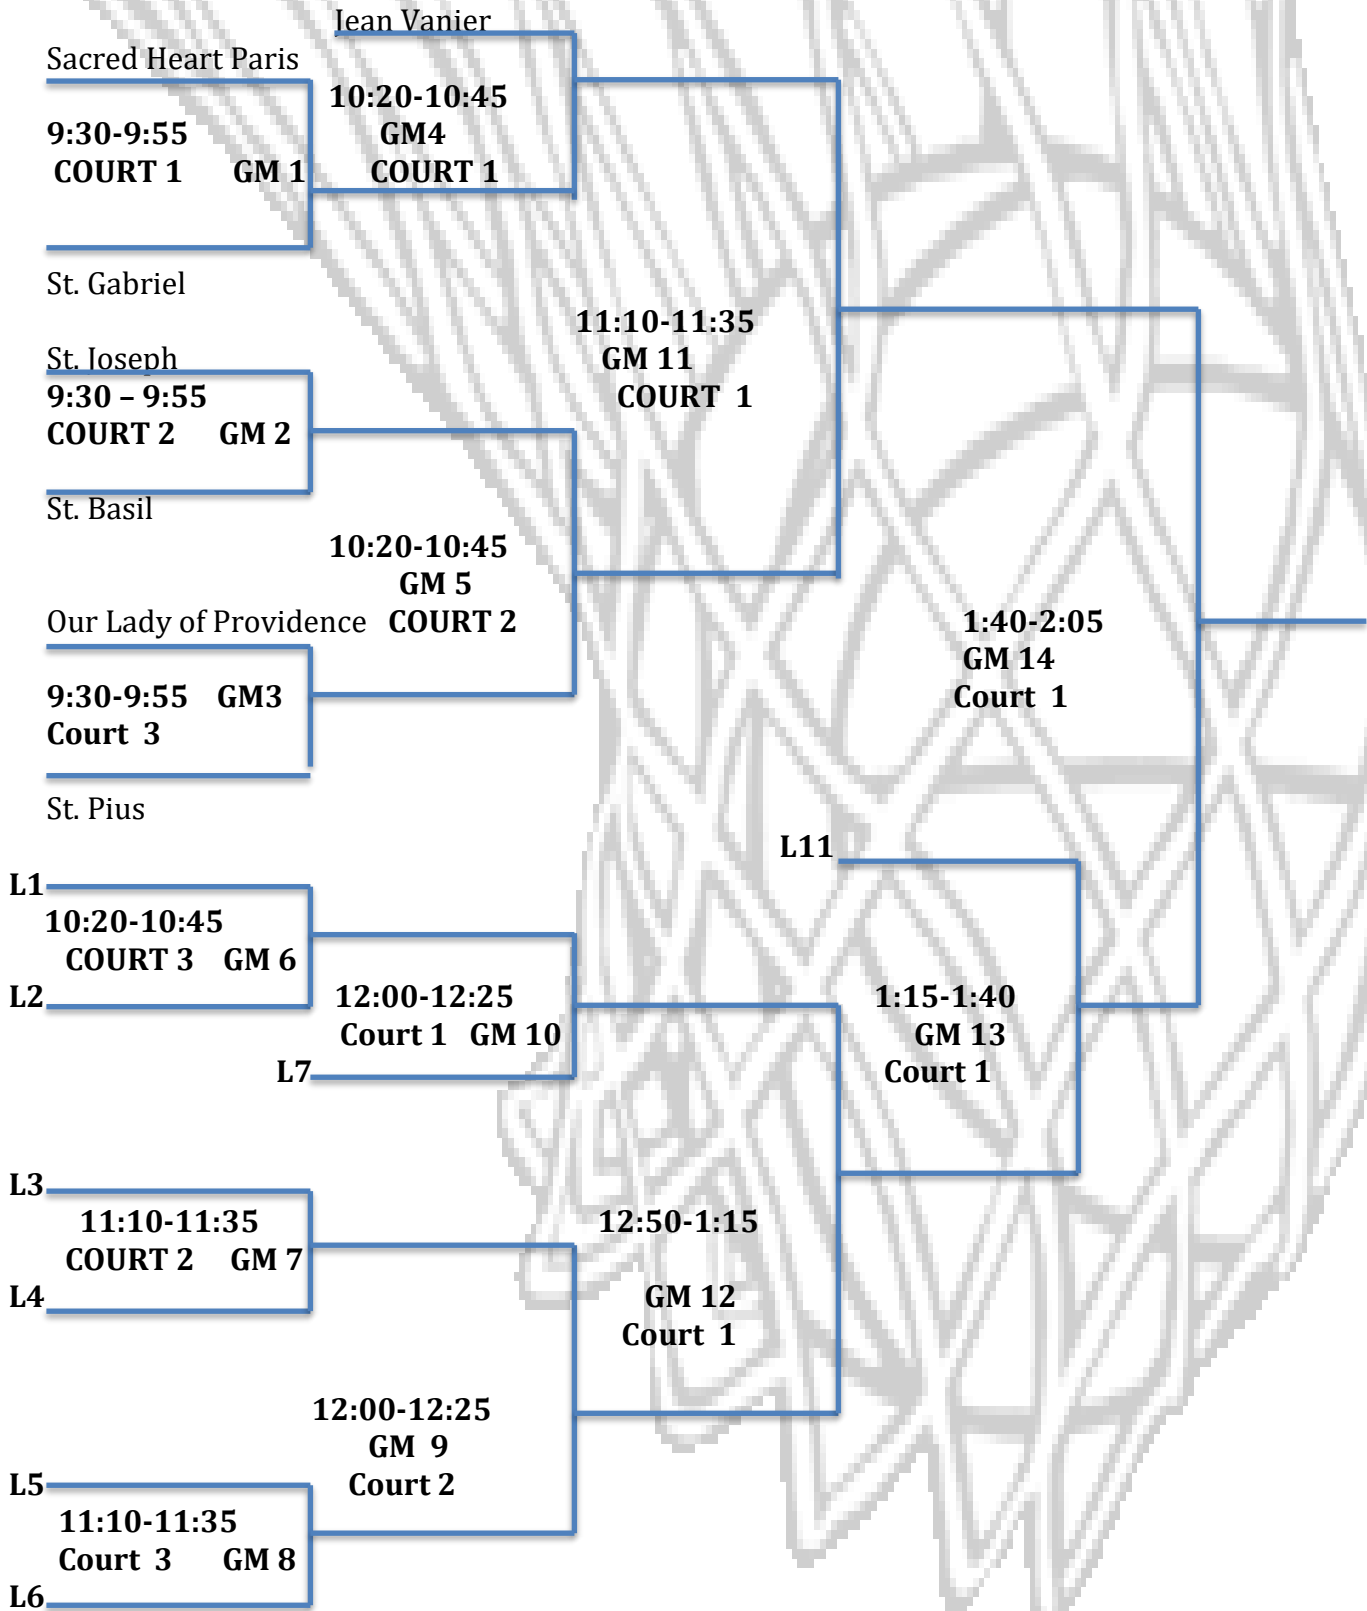 Jean Vanier
Sacred Heart Paris
10:20-10:45
GM4
COURT 1
9:30-9:55
COURT 1 GM 1
St. Gabriel
11:10-11:35
GM 11
COURT 1
St. Joseph
9:30 – 9:55
COURT 2 GM 2
St. Basil
10:20-10:45
GM 5
COURT 2
Our Lady of Providence
1:40-2:05
GM 14
Court 1
9:30-9:55 GM3
Court 3
St. Pius
L11
L1
10:20-10:45
COURT 3 GM 6
L2
12:00-12:25
Court 1 GM 10
L7
1:15-1:40
GM 13
Court 1
L3
11:10-11:35
COURT 2 GM 7
L4
12:50-1:15
GM 12
Court 1
12:00-12:25
GM 9
Court 2
L5
11:10-11:35
Court 3 GM 8
L6